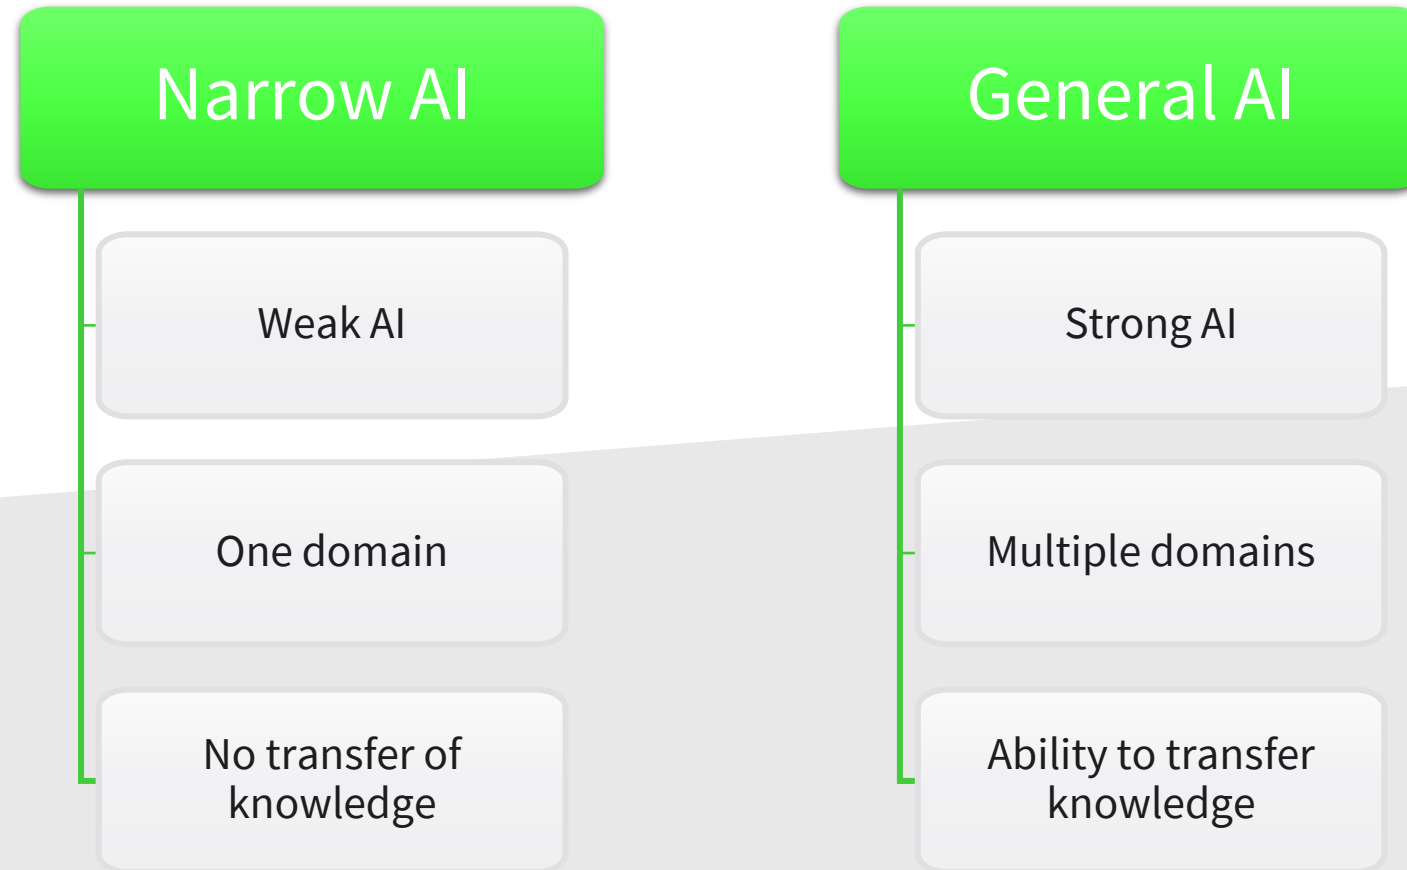 Narrow AI
Weak AI
One domain
No transfer of
knowledge
General AI
Strong AI
Multiple domains
Ability to transfer
knowledge